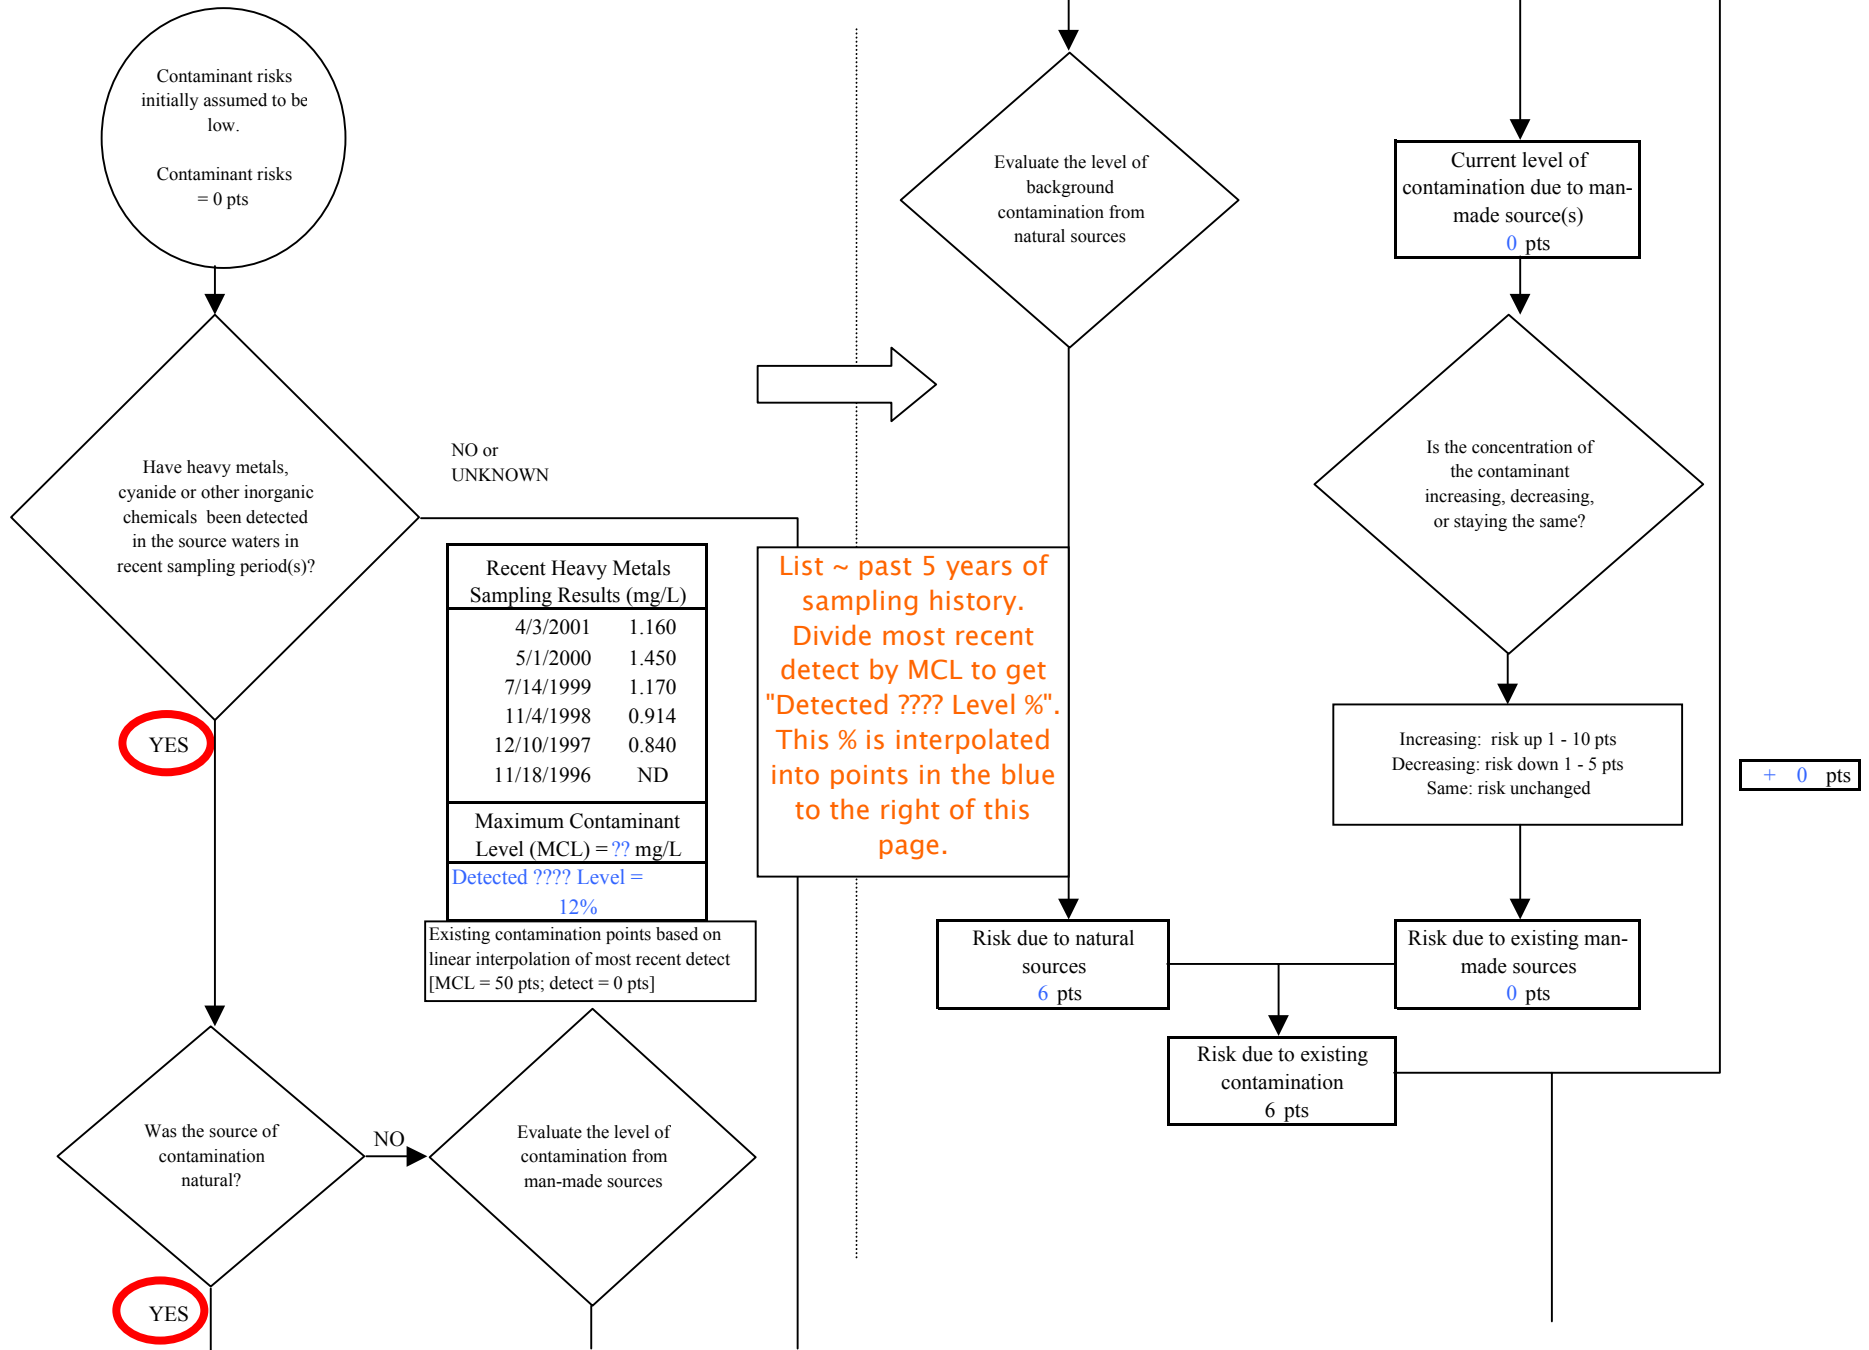 Contaminant risks
initially assumed to be
low.
Contaminant risks
= 0 pts
Have heavy metals,
cyanide or other inorganic
chemicals  been detected
in the source waters in
recent sampling period(s)?
NO or
UNKNOWN
YES
Recent Heavy Metals
Sampling Results (mg/L)
4/3/2001 1.160
5/1/2000 1.450
7/14/1999 1.170
11/4/1998 0.914
12/10/1997 0.840
11/18/1996 ND
Maximum Contaminant
Level (MCL) = ?? mg/L
Detected ???? Level =
12%
Existing contamination points based on
linear interpolation of most recent detect
[MCL = 50 pts; detect = 0 pts]
Was the source of
contamination
natural?
NO
Evaluate the level of
contamination from
man-made sources
YES
List ~ past 5 years of
sampling history.
Divide most recent
detect by MCL to get
"Detected ???? Level %".
This % is interpolated
into points in the blue
to the right of this
page.
Evaluate the level of
background
contamination from
natural sources
Risk due to natural
sources
6 pts
Current level of
contamination due to man-
made source(s)
0 pts
Is the concentration of
the contaminant
increasing, decreasing,
or staying the same?
Increasing:  risk up 1 - 10 pts
Decreasing: risk down 1 - 5 pts
Same: risk unchanged
Risk due to existing man-
made sources
0 pts
Risk due to existing
contamination
6 pts
+ 0 pts